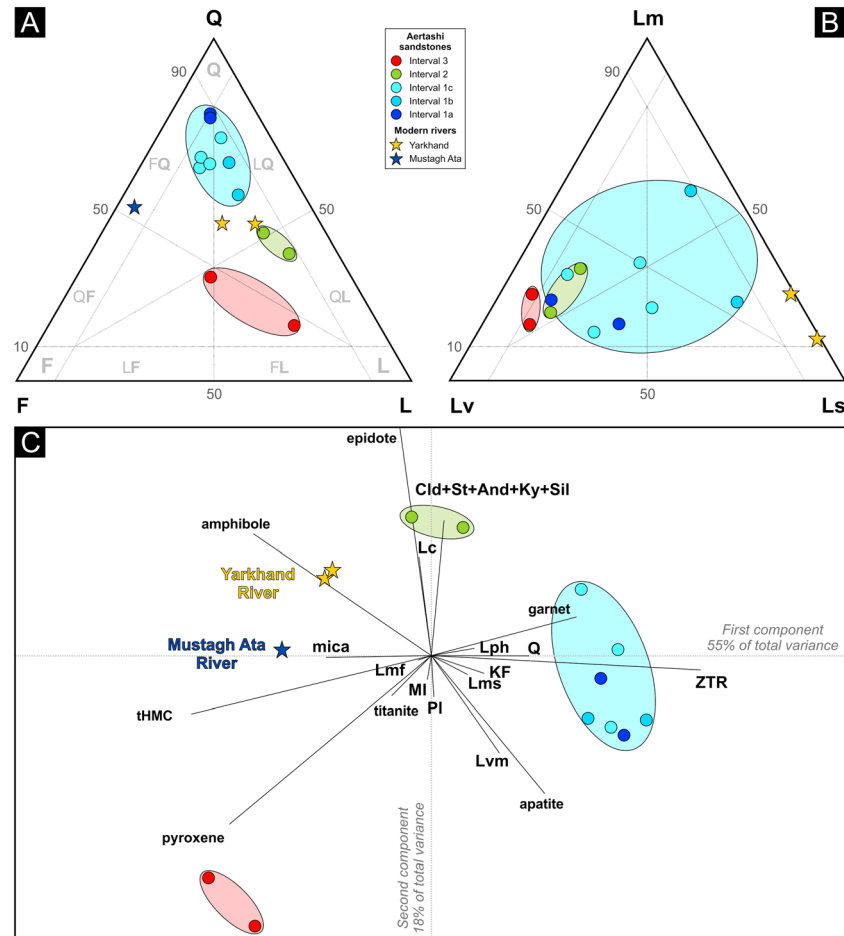 A
Q
90
Q
FQ
LQ
50
50
QF
QL
10
F
LF
FL
L
50
F
L
Aertashi
sandstones
Interval 3
Interval 2
Interval 1c
Interval 1b
Interval 1a
Modern rivers
Yarkhand
Mustagh Ata
B
Lm
90
50
50
10
50
Lv
Ls
C
epidote
Cld+St+And+Ky+Sil
amphibole
Lc
Yarkhand
River
garnet
First component
55% of total variance
Mustagh Ata
River
mica
Lph
Q
Lmf
KF
Lms
ZTR
MI
titanite
Pl
tHMC
Lvm
apatite
pyroxene
Second component
18% of total variance